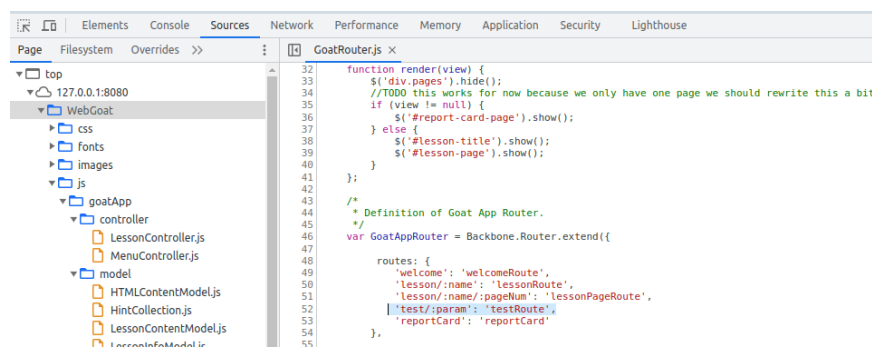 Elements Console Sources Network Performance Memory Application Security Lighthouse
Page Filesystem Overrides >> GoatRouter.js ×
top
127.0.0.1:8080
WebGoat
css
fonts
images
js
goatApp
controller
LessonController.js
MenuController.js
model
HTMLContentModel.js
HintCollection.js
LessonContentModel.js
LessonInfoModel.js
32 function render(view) {
33 $('div.pages').hide();
34 //TODO this works for now because we only have one page we should rewrite this a bit
35 if (view != null) {
36 $('#report-card-page').show();
37 } else {
38 $('#lesson-title').show();
39 $('#lesson-page').show();
40 }
41 };
42
43 /*
44 * Definition of Goat App Router.
45 */
46 var GoatAppRouter = Backbone.Router.extend({
47
48 routes: {
49 'welcome': 'welcomeRoute',
50 'lesson/:name': 'lessonRoute',
51 'lesson/:name/:pageNum': 'lessonPageRoute',
52 'test/:param': 'testRoute',
53 'reportCard': 'reportCard'
54 },
55